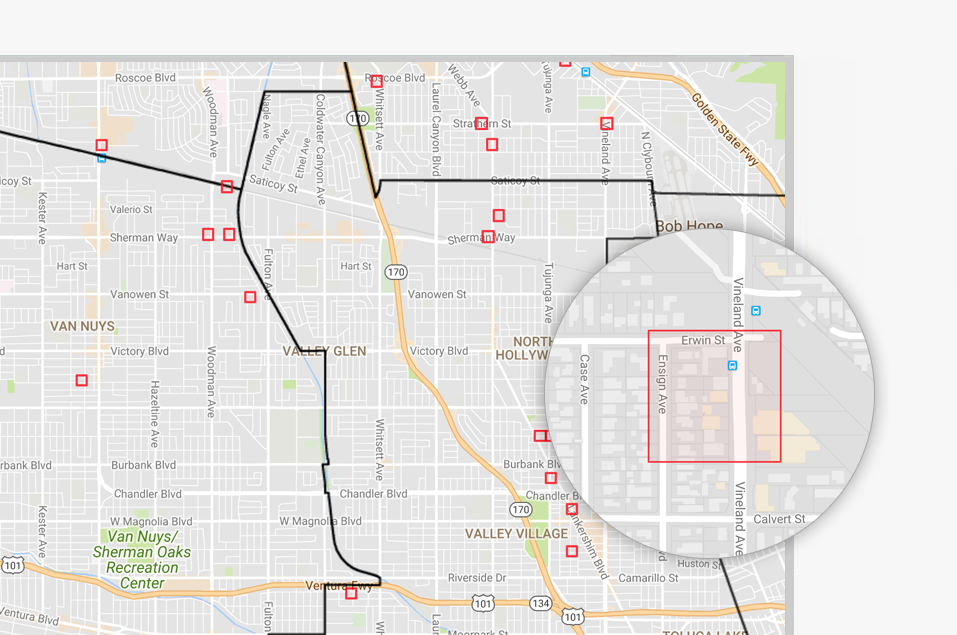 Roscoe Blvd
Roscoe Blvd
Webb Ave
Tujunga Ave
Golden State Fwy
Woodman Ave
Nagle Ave
Fulton Ave
Ethel Ave
Coldwater Canyon Ave
170
Whitsett Ave
Laurel Canyon Blvd
Strathern St
Vineland Ave
N Clybourn Ave
icoy St
Saticoy St
Saticoy St
Kester Ave
Valerio St
Sherman Way
Sherman Way
Bob Hope
Hart St
Fulton Ave
Hart St
170
Tujunga Ave
Vanowen St
Vanowen St
VAN NUYS
Victory Blvd
VALLEY GLEN
Victory Blvd
NORTH
HOLLYW
Vineland Ave
Erwin St
Case Ave
Ensign Ave
Hazeltine Ave
Woodman Ave
Whitsett Ave
urbank Blvd
Burbank Blvd
Burbank Blv
Chandler Blvd
Chandler Blvd
Chandler B
Kester Ave
W Magnolia Blvd
W Magnolia Blvd
170
VALLEY VILLAGE
Lankershim Blvd
Vineland Ave
Calvert St
Van Nuys/
Sherman Oaks
Recreation
Center
101
Huston St
Riverside Dr
Camarillo St
Ventura Fwy
101
134
101
Ventura Blvd
Fulton
Wh
Laur
Moorpark St
TOLUCA LAKE